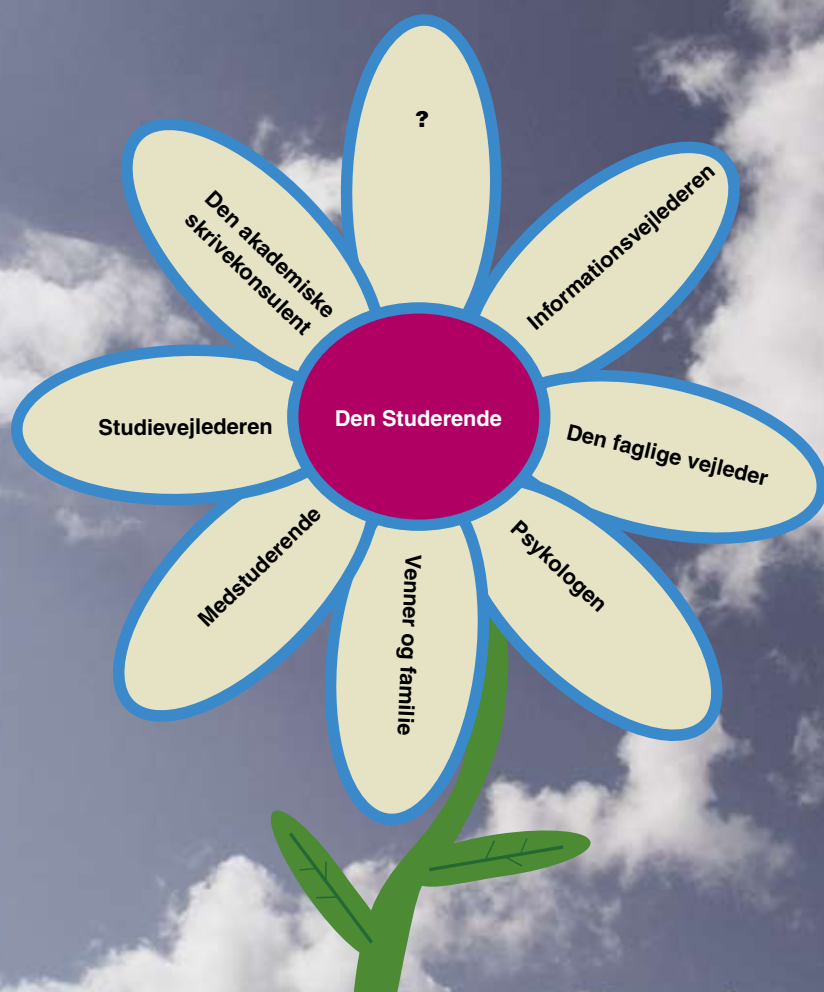 ?
Informationsvejlederen
Den faglige vejleder
Psykologen
Venner og familie
Medstuderende
Studievejlederen
Den akademiske
skrivekonsulent
Den Studerende